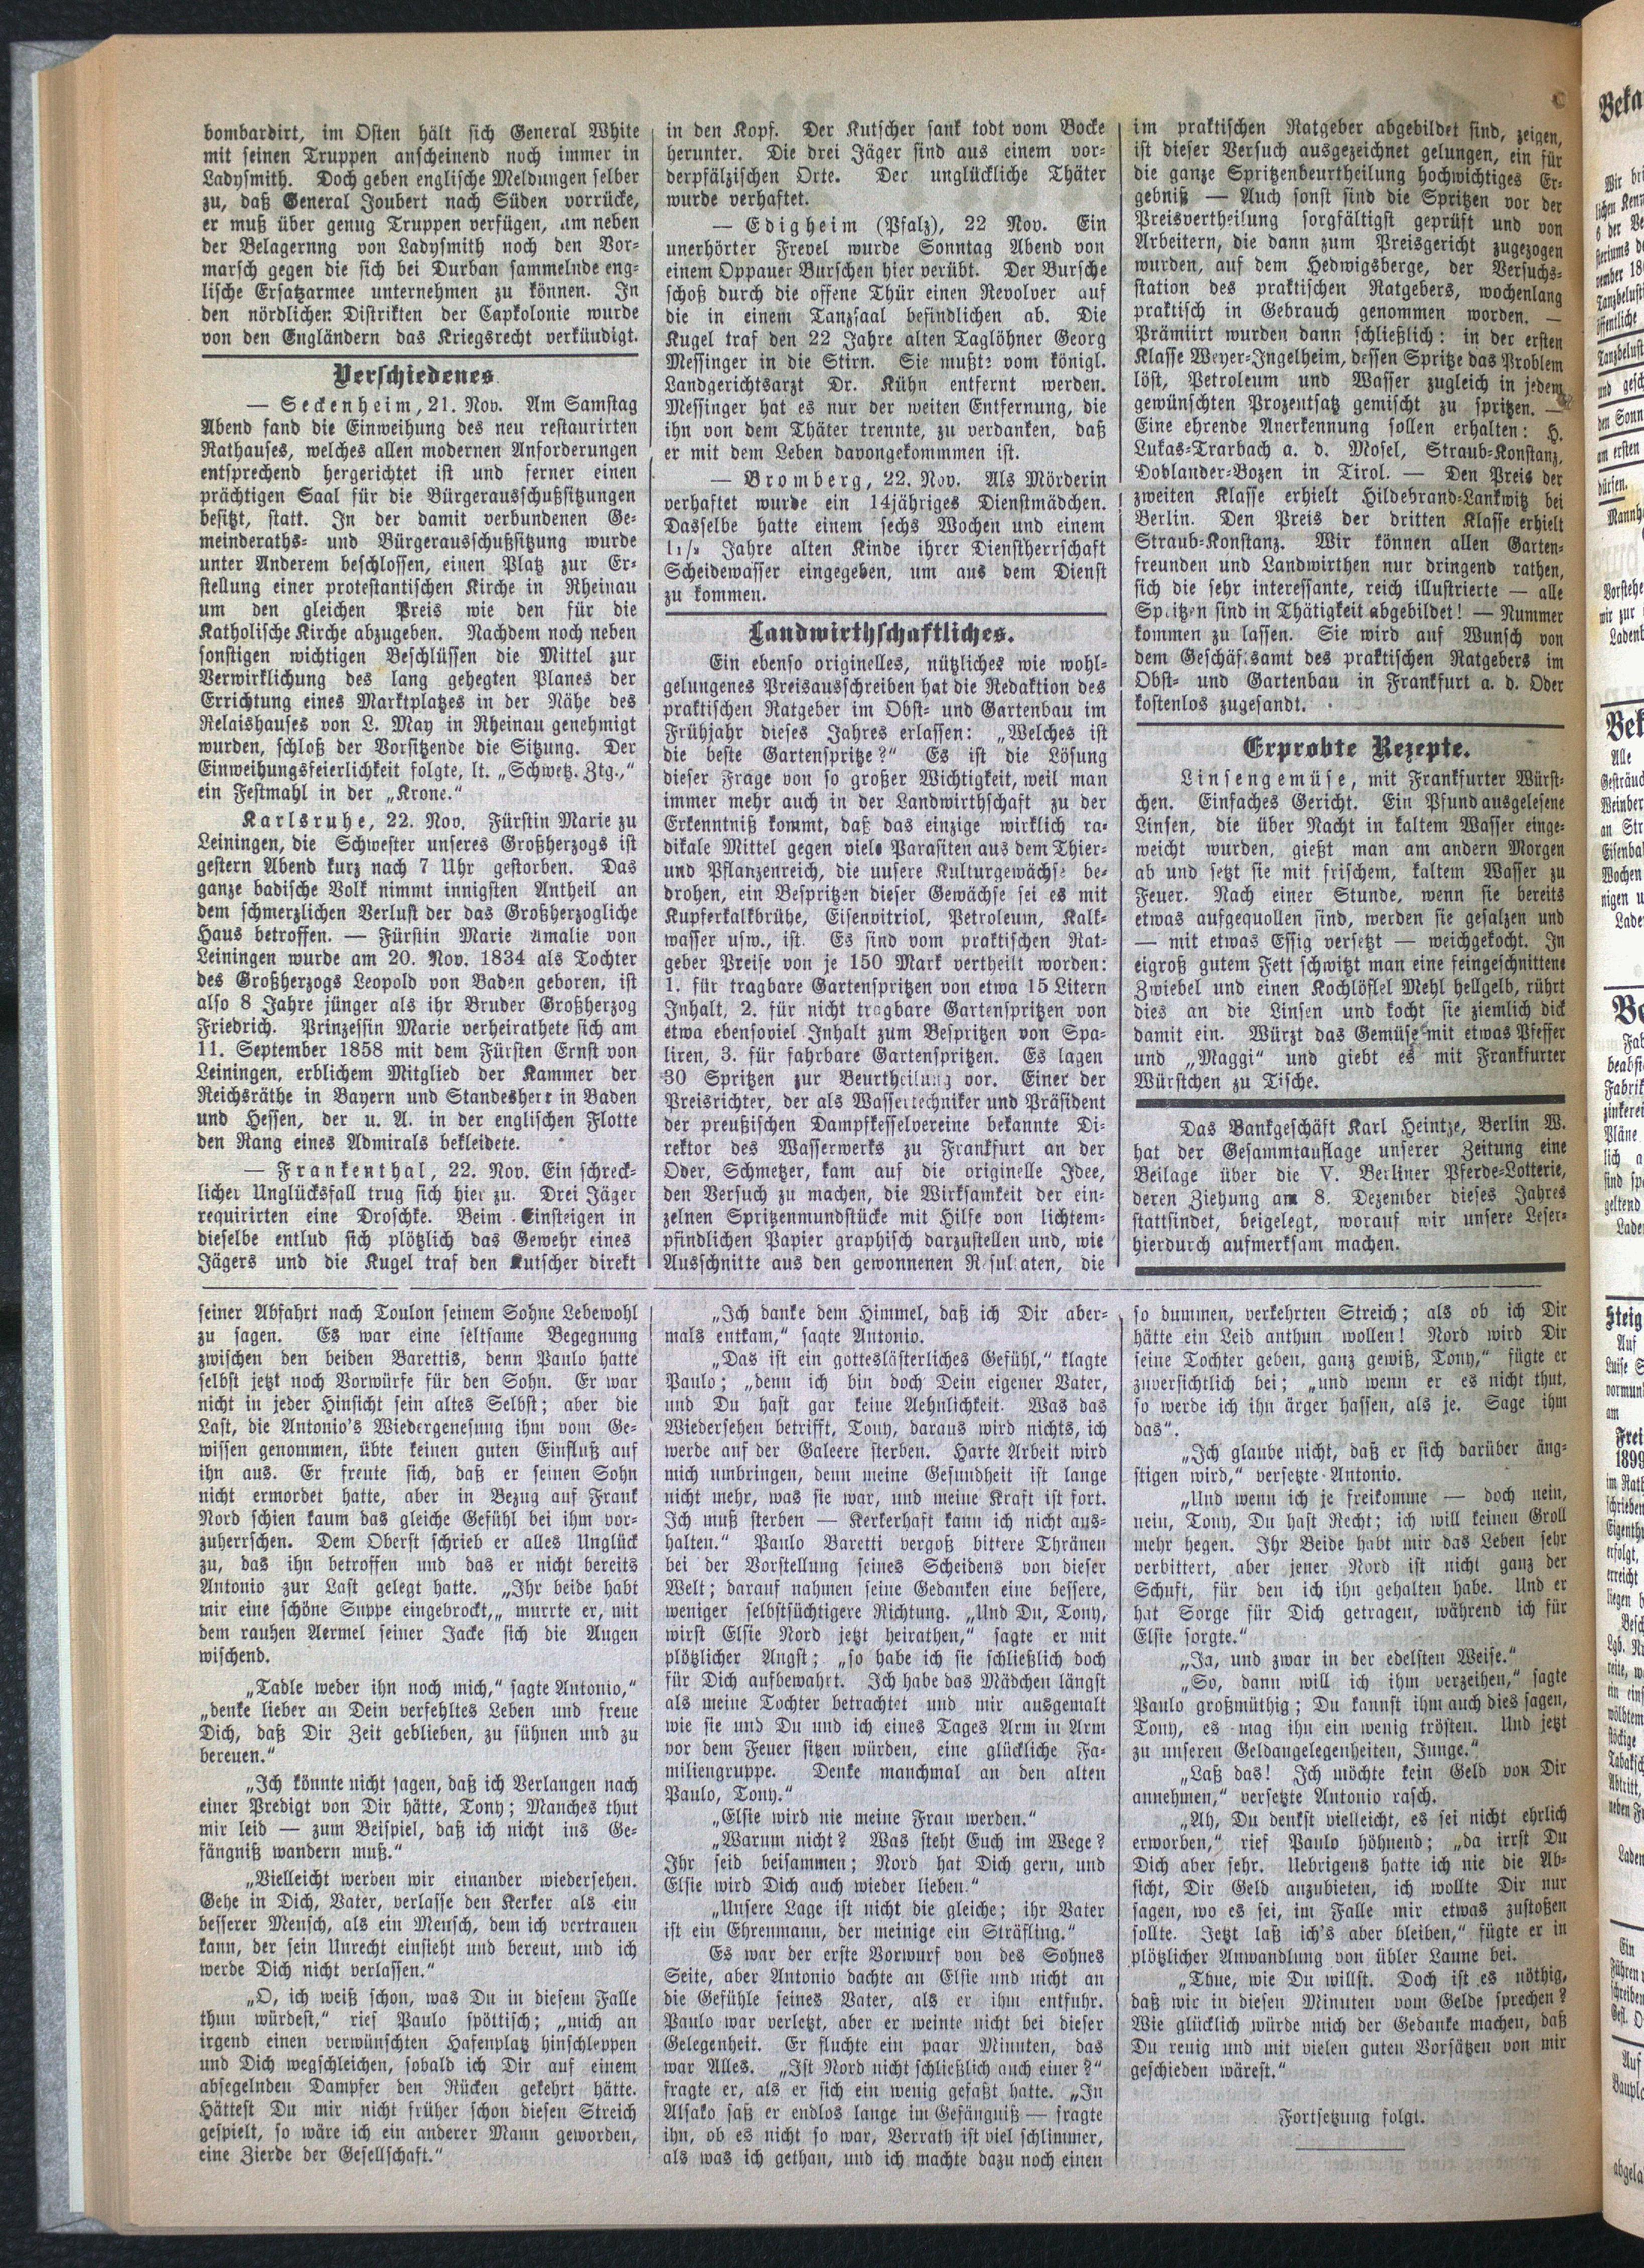 bombardirt, im Osten hält sich General White
mit seinen Truppen anscheinend noch immer in
Ladysmith. Doch geben englische Meldungen selber
zu, daß General Joubert nach Süden vorrücke,
er muß über genug Truppen verfügen, um neben
der Belagernng von Ladysmith noch den Vor-
marsch gegen die sich bei Durban sammelnde eng-
lische Ersatzarmee unternehmen zu können. In
den nördlichen Distrikten der Capkolonie wurde
von den Engländern das Kriegsrecht verkündigt.
Verschiedenes
— Seckenheim, 21. Nov. Am Samstag
Abend fand die Einweihung des neu restaurirten
Rathauses, welches allen modernen Anforderungen
entsprechend hergerichtet ist und ferner einen
prächtigen Saal für die Bürgerausschußsitzungen
besitzt, statt. In der damit verbundenen Ge-
meinderaths- und Bürgerausschußsitzung wurde
unter Anderem beschlossen, einen Platz zur Er-
stellung einer protestantischen Kirche in Rheinau
um den gleichen Preis wie den für die
Katholische Kirche abzugeben. Nachdem noch neben
sonstigen wichtigen Beschlüssen die Mittel zur
Verwirklichung des lang gehegten Planes der
Errichtung eines Marktplatzes in der Nähe des
Relaishauses von L. May in Rheinau genehmigt
wurden, schloß der Vorsitzende die Sitzung. Der
Einweihungsfeierlichkeit folgte, lt. „Schwetz. Ztg.,“
ein Festmahl in der „Krone.“
Karlsruhe, 22. Nov. Fürstin Marie zu
Leiningen, die Schwester unseres Großherzogs ist
gestern Abend kurz nach 7 Uhr gestorben. Das
ganze badische Volk nimmt innigsten Antheil an
dem schmerzlichen Verlust der das Großherzogliche
Haus betroffen. — Fürstin Marie Amalie von
Leiningen wurde am 20. Nov. 1834 als Tochter
des Großherzogs Leopold von Baden geboren, ist
also 8 Jahre jünger als ihr Bruder Großherzog
Friedrich. Prinzessin Marie verheirathete sich am
11. September 1858 mit dem Fürsten Ernst von
Leiningen, erblichem Mitglied der Kammer der
Reichsräthe in Bayern und Standesherr in Baden
und Hessen, der u. A. in der englischen Flotte
den Rang eines Admirals bekleidete.
— Frankenthal, 22. Nov. Ein schreck-
licher Unglücksfall trug sich hier zu. Drei Jäger
requirirten eine Droschke. Beim Einsteigen in
dieselbe entlud sich plötzlich das Gewehr eines
Jägers und die Kugel traf den Kutscher direkt
in den Kopf. Der Kutscher sank todt vom Bocke
herunter. Die drei Jäger sind aus einem vor-
derpfälzischen Orte. Der unglückliche Thäter
wurde verhaftet.
— Edigheim (Pfalz), 22 Nov. Ein
unerhörter Frevel wurde Sonntag Abend von
einem Oppauer Burschen hier verübt. Der Bursche
schoß durch die offene Thür einen Revolver auf
die in einem Tanzsaal befindlichen ab. Die
Kugel traf den 22 Jahre alten Taglöhner Georg
Messinger in die Stirn. Sie mußte vom königl.
Landgerichtsarzt Dr. Kühn entfernt werden.
Messinger hat es nur der weiten Entfernung, die
ihn von dem Thäter trennte, zu verdanken, daß
er mit dem Leben davongekommmen ist.
— Bromberg, 22. Nov. Als Mörderin
verhaftet wurde ein 14jähriges Dienstmädchen.
Dasselbe hatte einem sechs Wochen und einem
1½ Jahre alten Kinde ihrer Dienstherrschaft
Scheidewasser eingegeben, um aus dem Dienst
zu kommen.
Landwirthschaftliches.
Ein ebenso originelles, nützliches wie wohl-
gelungenes Preisausschreiben hat die Redaktion des
praktischen Ratgeber im Obst- und Gartenbau im
Frühjahr dieses Jahres erlassen: „Welches ist
die beste Gartenspritze?“ Es ist die Lösung
dieser Frage von so großer Wichtigkeit, weil man
immer mehr auch in der Landwirthschaft zu der
Erkenntniß kommt, daß das einzige wirklich ra-
dikale Mittel gegen viele Parasiten aus dem Thier-
und Pflanzenreich, die unsere Kulturgewächse be-
drohen, ein Bespritzen dieser Gewächse sei es mit
Kupferkalkbrühe, Eisenvitriol, Petroleum, Kalk-
wasser usw., ist. Es sind vom praktischen Rat-
geber Preise von je 150 Mark vertheilt worden:
1. für tragbare Gartenspritzen von etwa 15 Litern
Inhalt, 2. für nicht tragbare Gartenspritzen von
etwa ebensoviel Inhalt zum Bespritzen von Spa-
liren, 3. für fahrbare Gartenspritzen. Es lagen
30 Spritzen zur Beurtheilung vor. Einer der
Preisrichter, der als Wassertechniker und Präsident
der preußischen Dampfkesselvereine bekannte Di-
rektor des Wasserwerks zu Frankfurt an der
Oder, Schmetzer, kam auf die originelle Idee,
den Versuch zu machen, die Wirksamkeit der ein-
zelnen Spritzenmundstücke mit Hilfe von lichtem-
pfindlichen Papier graphisch darzustellen und, wie
Ausschnitte aus den gewonnenen Resultaten, die
im praktischen Ratgeber abgebildet sind, zeigen,
ist dieser Versuch ausgezeichnet gelungen, ein für
die ganze Spritzenbeurtheilung hochwichtiges Er-
gebniß — Auch sonst sind die Spritzen vor der
Preisvertheilung sorgfältigst geprüft und von
Arbeitern, die dann zum Preisgericht zugezogen
wurden, auf dem Hedwigsberge, der Versuchs-
station des praktischen Ratgebers, wochenlang
praktisch in Gebrauch genommen worden. —
Prämiirt wurden dann schließlich: in der ersten
Klasse Weyer-Ingelheim, dessen Spritze das Problem
löst, Petroleum und Wasser zugleich in jedem
gewünschten Prozentsatz gemischt zu spritzen. —
Eine ehrende Anerkennung sollen erhalten: H.
Lukas-Trarbach a. d. Mosel, Straub-Konstanz,
Doblander-Bozen in Tirol. — Den Preis der
zweiten Klasse erhielt Hildebrand-Lankwitz bei
Berlin. Den Preis der dritten Klasse erhielt
Straub-Konstanz. Wir können allen Garten-
freunden und Landwirthen nur dringend rathen,
sich die sehr interessante, reich illustrierte — alle
Spritzen sind in Thätigkeit abgebildet! — Nummer
kommen zu lassen. Sie wird auf Wunsch von
dem Geschäftsamt des praktischen Ratgebers im
Obst- und Gartenbau in Frankfurt a. d. Oder
kostenlos zugesandt.
Erprobte Rezepte.
Linsengemüse, mit Frankfurter Würst-
chen. Einfaches Gericht. Ein Pfund ausgelesene
Linsen, die über Nacht in kaltem Wasser einge-
weicht wurden, gießt man am andern Morgen
ab und setzt sie mit frischem, kaltem Wasser zu
Feuer. Nach einer Stunde, wenn sie bereits
etwas aufgequollen sind, werden sie gesalzen und
— mit etwas Essig versetzt — weichgekocht. In
eigroß gutem Fett schwitzt man eine feingeschnittene
Zwiebel und einen Kochlöffel Mehl hellgelb, rührt
dies an die Linsen und kocht sie ziemlich dick
damit ein. Würzt das Gemüse mit etwas Pfeffer
und „Maggi“ und giebt es mit Frankfurter
Würstchen zu Tische.
Das Bankgeschäft Karl Heintze, Berlin W.
hat der Gesammtauflage unserer Zeitung eine
Beilage über die V. Berliner Pferde-Lotterie,
deren Ziehung am 8. Dezember dieses Jahres
stattfindet, beigelegt, worauf wir unsere Leser-
hierdurch aufmerksam machen.
seiner Abfahrt nach Toulon seinem Sohne Lebewohl
zu sagen. Es war eine seltsame Begegnung
zwischen den beiden Barettis, denn Paulo hatte
selbst jetzt noch Vorwürfe für den Sohn. Er war
nicht in jeder Hinsicht sein altes Selbst; aber die
Last, die Antonio's Wiedergenesung ihm vom Ge-
wissen genommen, übte keinen guten Einfluß auf
ihn aus. Er freute sich, daß er seinen Sohn
nicht ermordet hatte, aber in Bezug auf Frank
Nord schien kaum das gleiche Gefühl bei ihm vor-
zuherrschen. Dem Oberst schrieb er alles Unglück
zu, das ihn betroffen und das er nicht bereits
Antonio zur Last gelegt hatte. „Ihr beide habt
mir eine schöne Suppe eingebrockt,„ murrte er, mit
dem rauhen Aermel seiner Jacke sich die Augen
wischend.
„Tadle weder ihn noch mich,“ sagte Antonio,“
„denke lieber an Dein verfehltes Leben und freue
Dich, daß Dir Zeit geblieben, zu sühnen und zu
bereuen.“
„Ich könnte nicht sagen, daß ich Verlangen nach
einer Predigt von Dir hätte, Tony; Manches thut
mir leid — zum Beispiel, daß ich nicht ins Ge-
fängniß wandern muß.“
„Vielleicht werden wir einander wiedersehen.
Gehe in Dich, Vater, verlasse den Kerker als ein
besserer Mensch, als ein Mensch, dem ich vertrauen
kann, der sein Unrecht einsieht und bereut, und ich
werde Dich nicht verlassen.“
„O, ich weiß schon, was Du in diesem Falle
thun würdest,“ rief Paulo spöttisch; „mich an
irgend einen verwünschten Hafenplatz hinschleppen
und Dich wegschleichen, sobald ich Dir auf einem
absegelnden Dampfer den Rücken gekehrt hätte.
Hättest Du mir nicht früher schon diesen Streich
gespielt, so wäre ich ein anderer Mann geworden,
eine Zierde der Gesellschaft.“
„Ich danke dem Himmel, daß ich Dir aber-
mals entkam,“ sagte Antonio.
„Das ist ein gotteslästerliches Gefühl,“ klagte
Paulo; „denn ich bin doch Dein eigener Vater,
und Du hast gar keine Aehnlichkeit. Was das
Wiedersehen betrifft, Tony, daraus wird nichts, ich
werde auf der Galeere sterben. Harte Arbeit wird
mich umbringen, denn meine Gesundheit ist lange
nicht mehr, was sie war, und meine Kraft ist fort.
Ich muß sterben — Kerkerhaft kann ich nicht aus-
halten.“ Paulo Baretti vergoß bittere Thränen
bei der Vorstellung seines Scheidens von dieser
Welt; darauf nahmen seine Gedanken eine bessere,
weniger selbstsüchtigere Richtung. „Und Du, Tony,
wirst Elsie Nord jetzt heirathen,“ sagte er mit
plötzlicher Angst; „so habe ich sie schließlich doch
für Dich aufbewahrt. Ich habe das Mädchen längst
als meine Tochter betrachtet und mir ausgemalt
wie sie und Du und ich eines Tages Arm in Arm
vor dem Feuer sitzen würden, eine glückliche Fa-
miliengruppe. Denke manchmal an den alten
Paulo, Tony.“
„Elsie wird nie meine Frau werden.“
„Warum nicht? Was steht Euch im Wege?
Ihr seid beisammen; Nord hat Dich gern, und
Elsie wird Dich auch wieder lieben.“
„Unsere Lage ist nicht die gleiche; ihr Vater
ist ein Ehrenmann, der meinige ein Sträfling.“
Es war der erste Vorwurf von des Sohnes
Seite, aber Antonio dachte an Elsie und nicht an
die Gefühle seines Vater, als er ihm entfuhr.
Paulo war verletzt, aber er weinte nicht bei dieser
Gelegenheit. Er fluchte ein paar Minuten, das
war Alles. „Ist Nord nicht schließlich auch einer?“
fragte er, als er sich ein wenig gefaßt hatte. „In
Alsako saß er endlos lange im Gefängniß — fragte
ihn, ob es nicht so war, Verrath ist viel schlimmer,
als was ich gethan, und ich machte dazu noch einen
so dummen, verkehrten Streich; als ob ich Dir
hätte ein Leid anthun wollen! Nord wird Dir
seine Tochter geben, ganz gewiß, Tony,“ fügte er
zuversichtlich bei; „und wenn er es nicht thut,
so werde ich ihn ärger hassen, als je. Sage ihm
das“.
„Ich glaube nicht, daß er sich darüber äng-
stigen wird,“ versetzte Antonio.
„Und wenn ich je freikomme — doch nein,
nein, Tony, Du hast Recht; ich will keinen Groll
mehr hegen. Ihr Beide habt mir das Leben sehr
verbittert, aber jener Nord ist nicht ganz der
Schuft, für den ich ihn gehalten habe. Und er
hat Sorge für Dich getragen, während ich für
Elsie sorgte.“
„Ja, und zwar in der edelsten Weise.“
„So, dann will ich ihm verzeihen,“ sagte
Paulo großmüthig; Du kannst ihm auch dies sagen,
Tony, es mag ihn ein wenig trösten. Und jetzt
zu unseren Geldangelegenheiten, Junge.“
„Laß das! Ich möchte kein Geld von Dir
annehmen,“ versetzte Antonio rasch.
„Ah, Du denkst vielleicht, es sei nicht ehrlich
erworben,“ rief Paulo höhnend; „da irrst Du
Dich aber sehr. Uebrigens hatte ich nie die Ab-
sicht, Dir Geld anzubieten, ich wollte Dir nur
sagen, wo es sei, im Falle mir etwas zustoßen
sollte. Jetzt laß ich's aber bleiben,“ fügte er in
plötzlicher Anwandlung von übler Laune bei.
„Thue, wie Du willst. Doch ist es nöthig,
daß wir in diesen Minuten vom Gelde sprechen?
Wie glücklich würde mich der Gedanke machen, daß
Du reuig und mit vielen guten Vorsätzen von mir
geschieden wärest.“
Fortsetzung folgt.